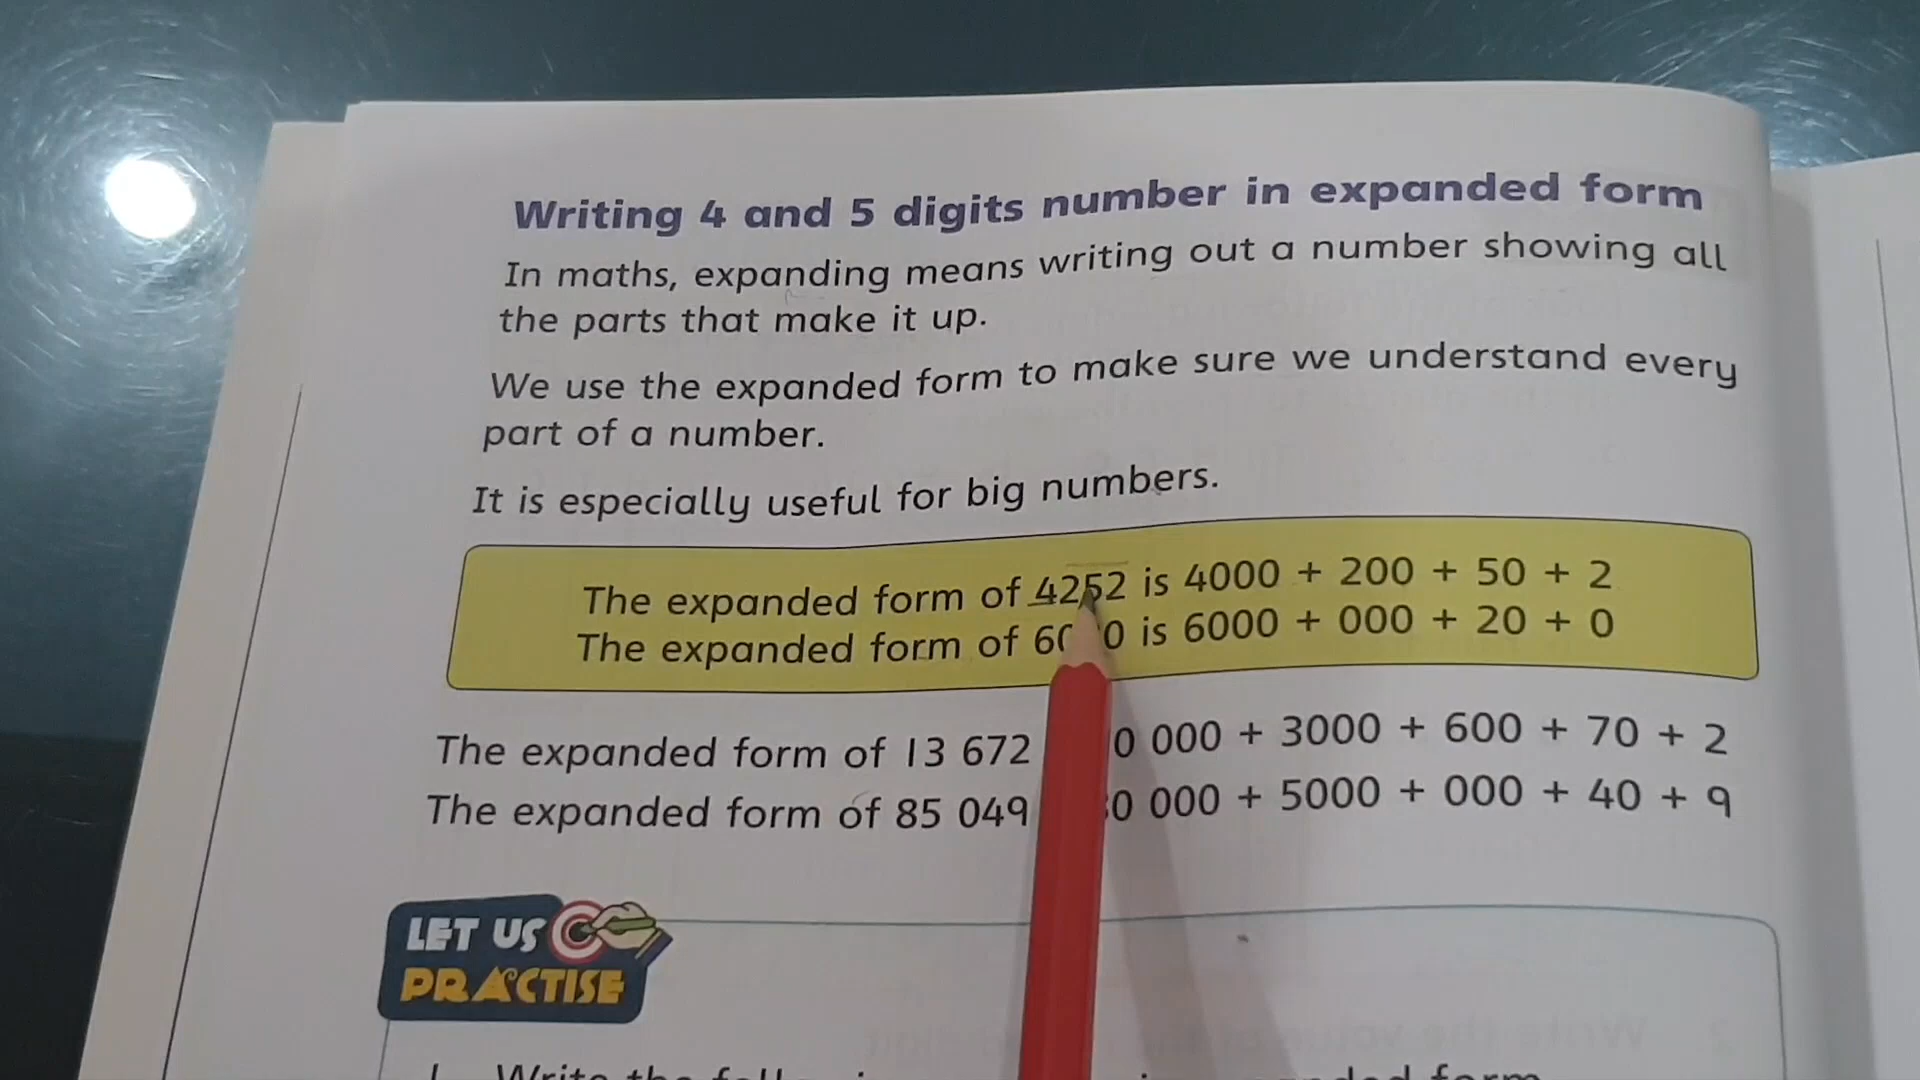 Writing 4 and 5 digits number in expanded form
In maths, expanding means writing out a number showing all
the parts that make it up.
We use the expanded form to make sure we understand every
part of a number.
It is especially useful for big numbers.
The expanded form of 4252 is 4000 + 200 + 50 + 2
The expanded form of is 6000 + 000 + 20 + 0
The expanded form of 13 672 0 000 + 3000 + 600 + 70 + 2
The expanded form of 85 049 0 000 + 5000 + 000 + 40 + 9
LET US
PRACTISE